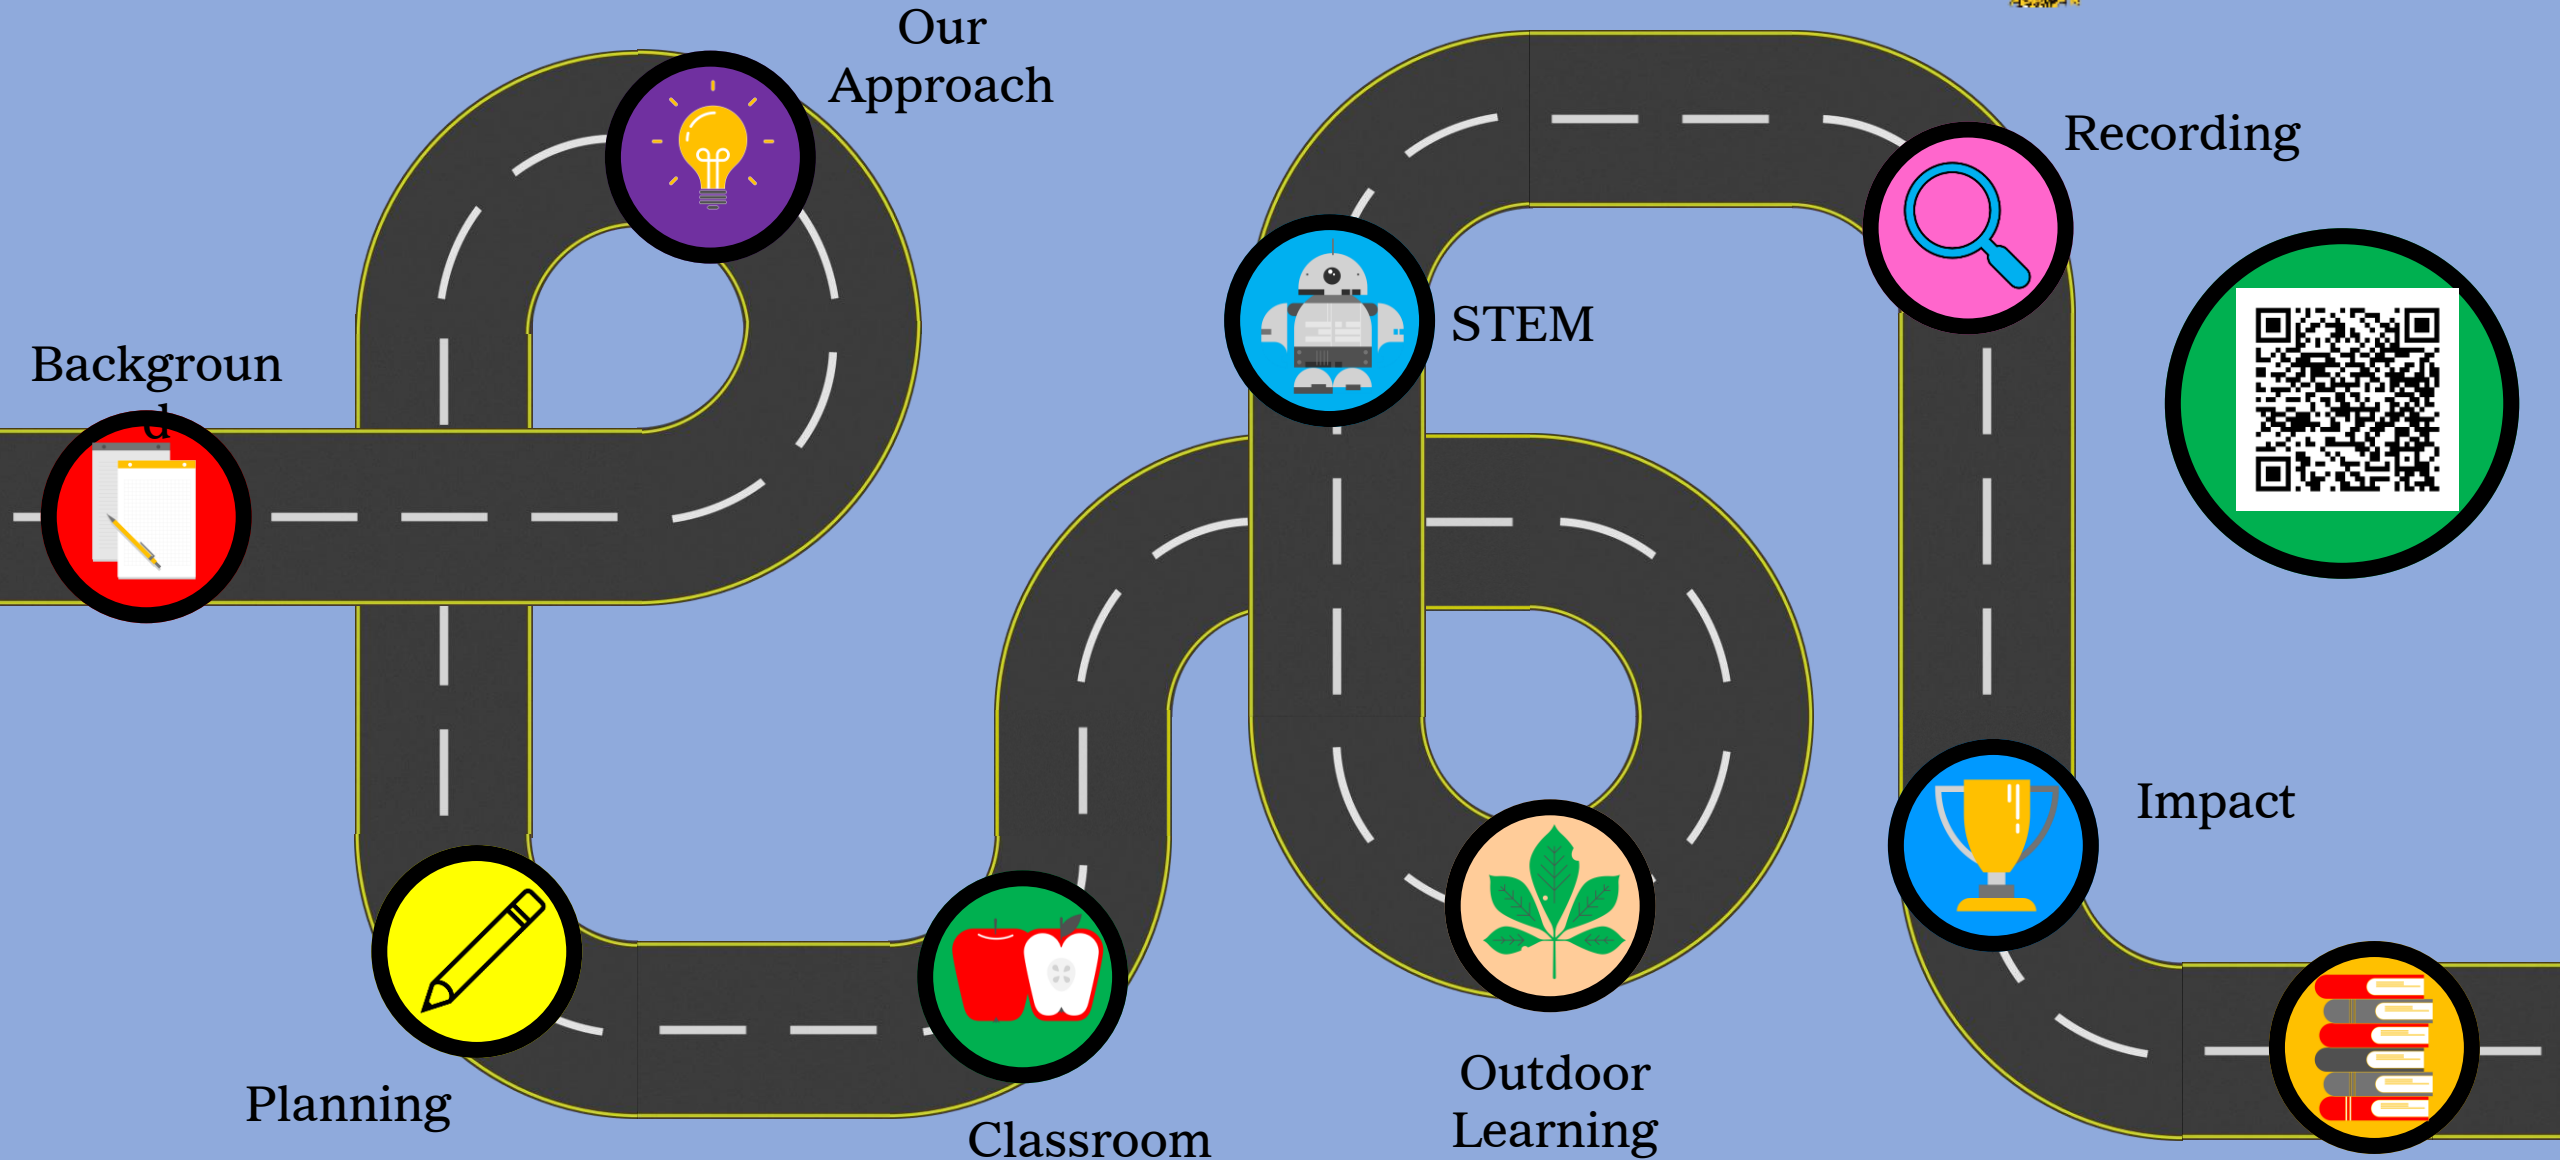 Our
Approach
Recording
STEM
Backgroun
d
Impact
Outdoor
Learning
Planning
Classroom